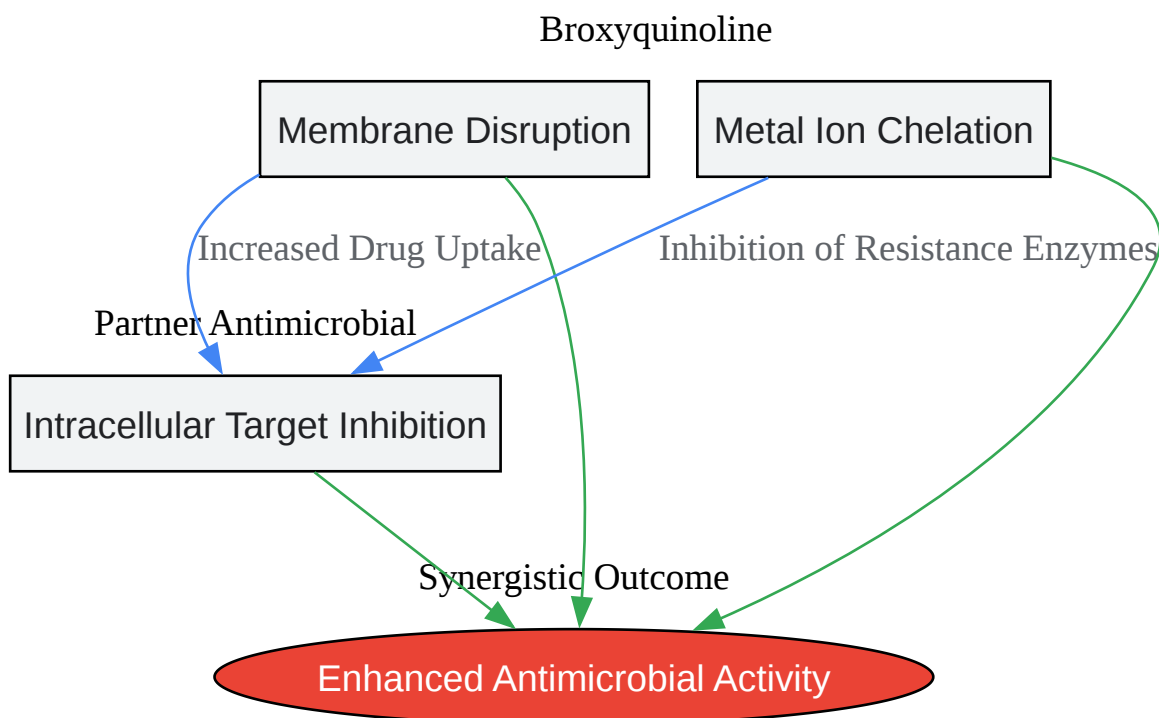 Broxyquinoline
Membrane Disruption
Metal Ion Chelation
Increased Drug Uptake
Inhibition of Resistance Enzymes
Partner Antimicrobial
Intracellular Target Inhibition
Synergistic Outcome
Enhanced Antimicrobial Activity